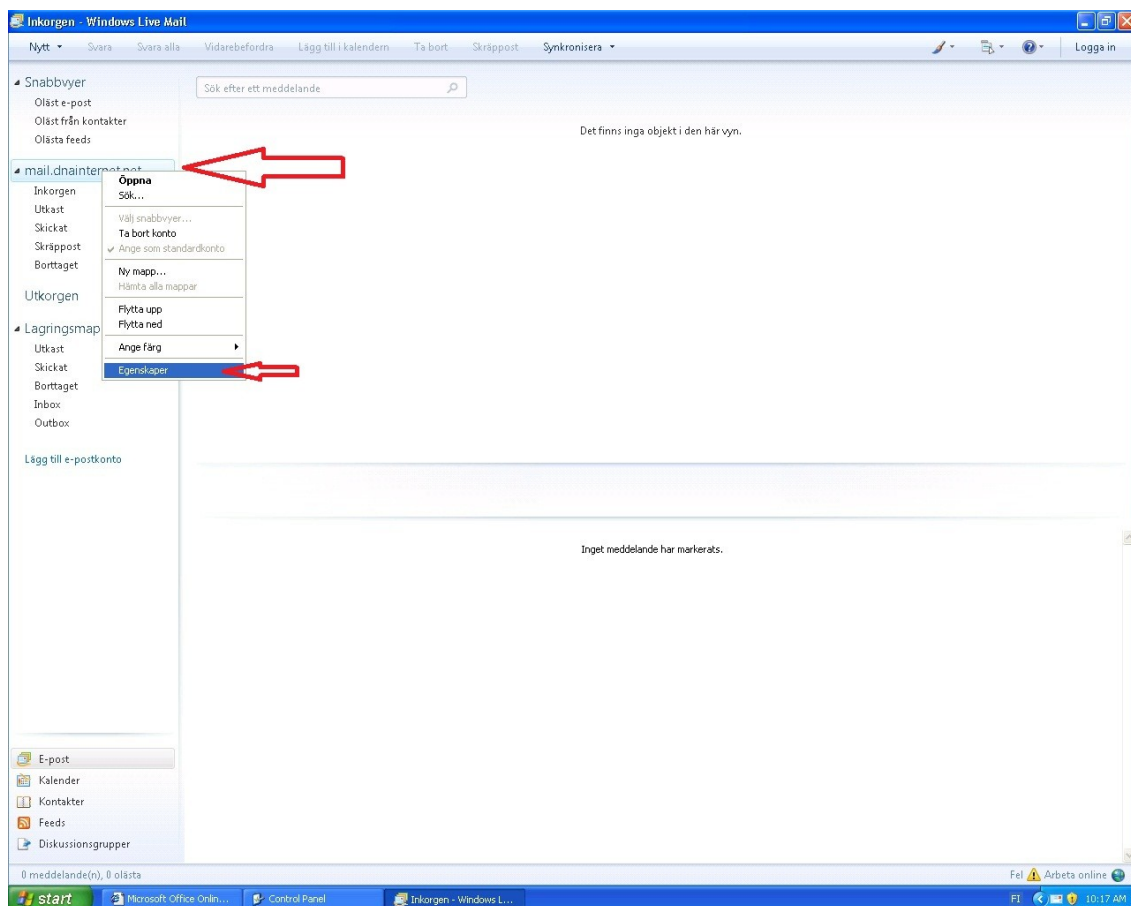 Inkorgen - Windows Live Mail
Nytt Svara Svara alla Vidarebefordra Lägg till i kalendern Ta bort Skräppost Synkronisera Logga in
Snabbvyer
Oläst e-post
Oläst från kontakter
Olästa feeds
mail.dnainternet.net
Inkorgen
Utkast
Skickat
Skräppost
Borttaget
Utkorgen
Lagringsmap
Utkast
Skickat
Borttaget
Inbox
Outbox
Lägg till e-postkonto
Öppna
Sök...
Välj snabbvyer...
Ta bort konto
Ange som standardkonto
Ny mapp...
Hämta alla mappar
Flytta upp
Flytta ned
Ange färg
Egenskaper
Sök efter ett meddelande
Det finns inga objekt i den här vyn.
Inget meddelande har markerats.
E-post
Kalender
Kontakter
Feeds
Diskussionsgrupper
0 meddelande(n), 0 olästa Fel Arbeta online
start Microsoft Office Onlin... Control Panel Inkorgen - Windows L... FI 10:17 AM